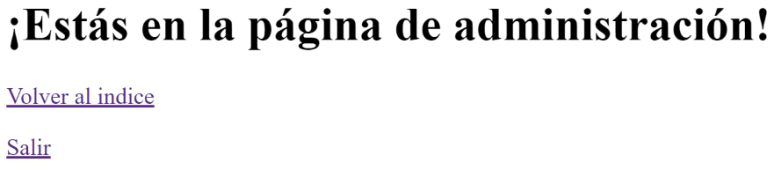 ¡Estás en la página de administración!
Volver al indice
Salir